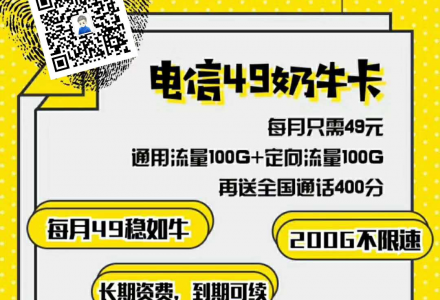 电信49奶牛卡
每月只需49元
通用流量100G+定向流量100G
再送全国通话400分
每月49稳如牛
200G不限速
长期资费，到期可续